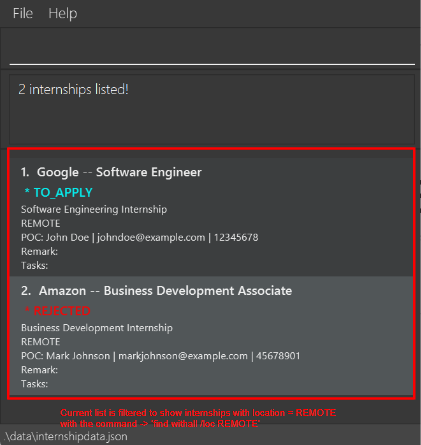 File Help
2 internships listed!
1. Google -- Software Engineer
* TO_APPLY
Software Engineering Internship
REMOTE
POC: John Doe | johndoe@example.com | 12345678
Remark:
Tasks:
2. Amazon -- Business Development Associate
* REJECTED
Business Development Internship
REMOTE
POC: Mark Johnson | markjohnson@example.com | 45678901
Remark:
Tasks:
Current list is filtered to show internships with location = REMOTE
with the command -> 'find withall /loc REMOTE'
.\data\internshipdata.json